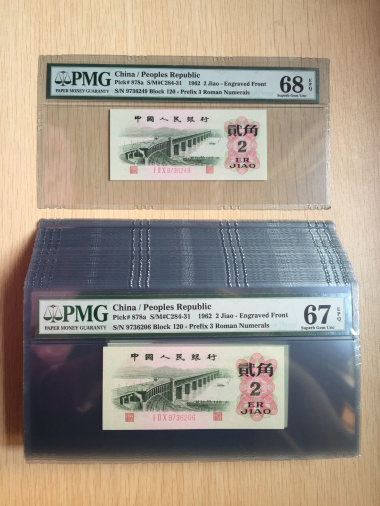 PMG
PAPER MONEY GUARANTY
China / Peoples Republic
Pick# 878a S/M#C284-31 1962 2 Jiao - Engraved Front
S/N 9736249 Block 120 - Prefix 3 Roman Numerals
68 EPQ
Superb Gem Unc
中國人民銀行
貳角
2
ER
JIAO
I II X 9736249
PMG
PAPER MONEY GUARANTY
China / Peoples Republic
Pick# 878a S/M#C284-31 1962 2 Jiao - Engraved Front
S/N 9736206 Block 120 - Prefix 3 Roman Numerals
67 EPQ
Superb Gem Unc
中國人民銀行
貳角
2
ER
JIAO
I II X 9736206